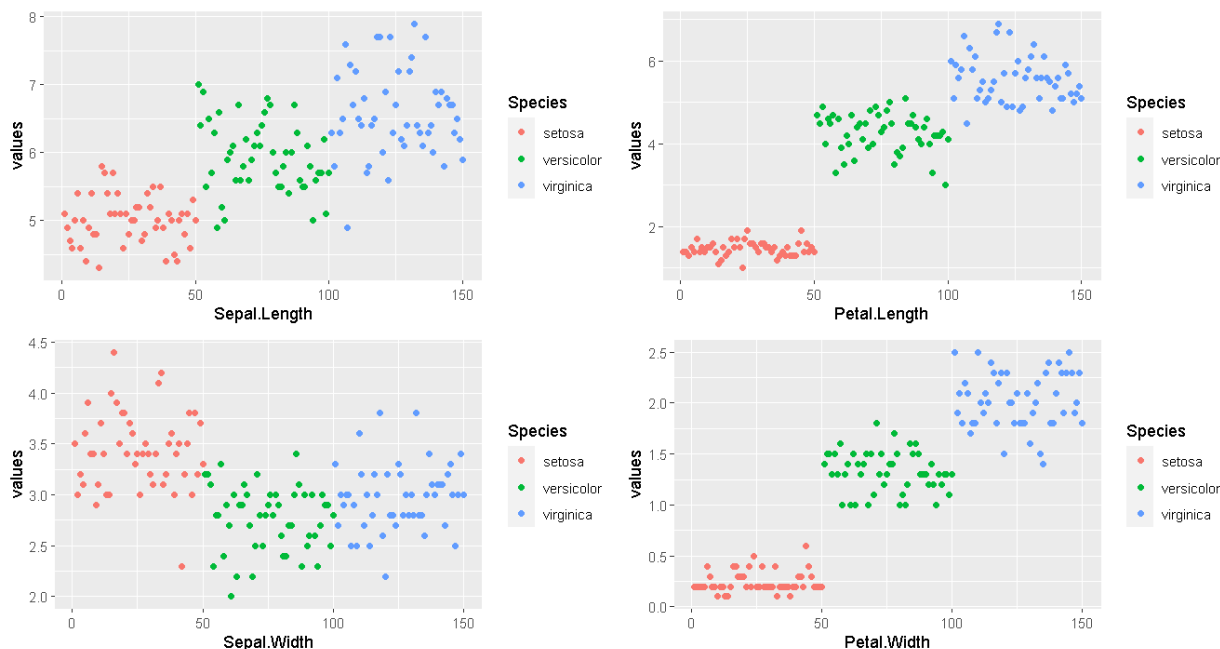 8
7
6
5
values
0
50
100
150
Sepal.Length
Species
setosa
versicolor
virginica
6
4
2
values
0
50
100
150
Petal.Length
Species
setosa
versicolor
virginica
4.5
4.0
3.5
3.0
2.5
2.0
values
0
50
100
150
Sepal.Width
Species
setosa
versicolor
virginica
2.5
2.0
1.5
1.0
0.5
0.0
values
0
50
100
150
Petal.Width
Species
setosa
versicolor
virginica